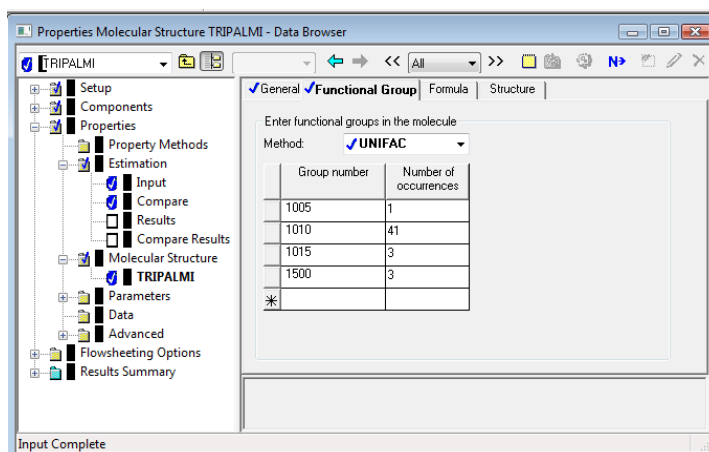 Properties Molecular Structure TRIPALMI - Data Browser
TRIPALMI
<< All >> N>
Setup
Components
Properties
Property Methods
Estimation
Input
Compare
Results
Compare Results
Molecular Structure
TRIPALMI
Parameters
Data
Advanced
Flowsheeting Options
Results Summary
General Functional Group Formula Structure
Enter functional groups in the molecule
Method: UNIFAC
Group number Number of
occurrences
1005 1
1010 41
1015 3
1500 3
Input Complete